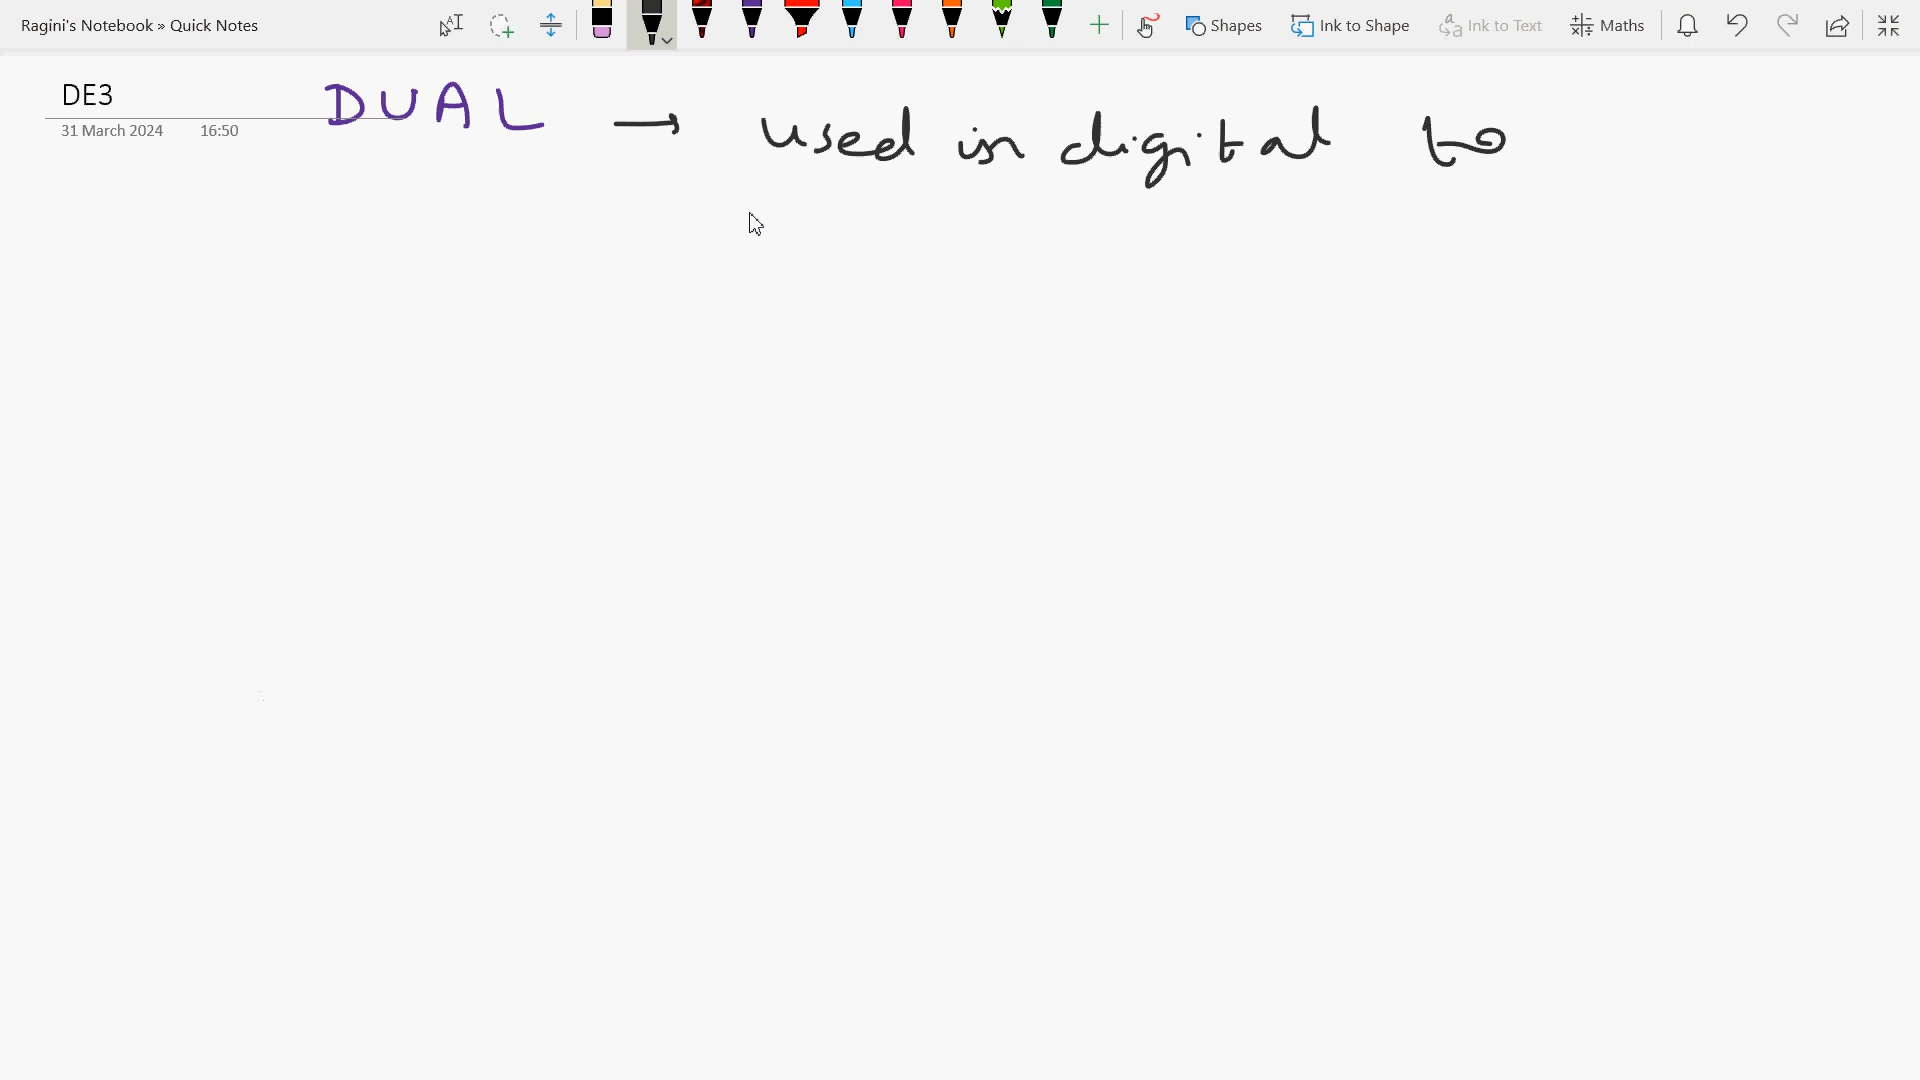 Ragini's Notebook » Quick Notes Shapes Ink to Shape Ink to Text Maths
DE3
31 March 2024 16:50
DUAL → used in digital to